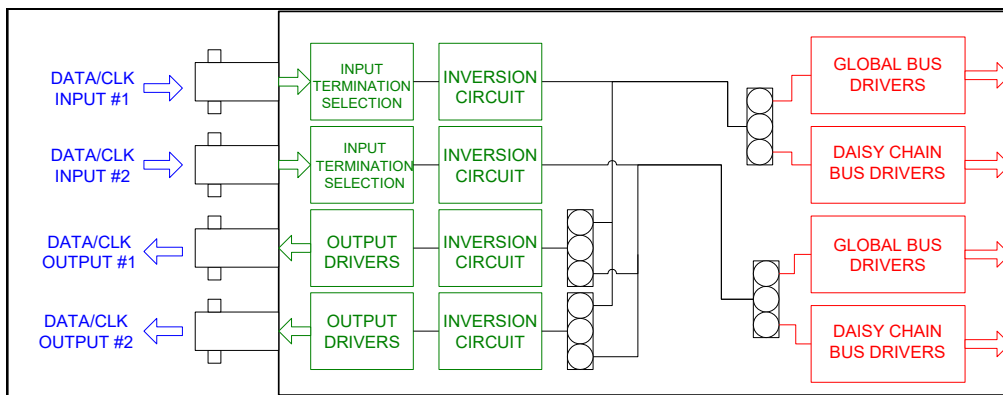 DATA/CLK
INPUT #1
INPUT
TERMINATION
SELECTION
INVERSION
CIRCUIT
GLOBAL BUS
DRIVERS
DATA/CLK
INPUT #2
INPUT
TERMINATION
SELECTION
INVERSION
CIRCUIT
DAISY CHAIN
BUS DRIVERS
DATA/CLK
OUTPUT #1
OUTPUT
DRIVERS
INVERSION
CIRCUIT
GLOBAL BUS
DRIVERS
DATA/CLK
OUTPUT #2
OUTPUT
DRIVERS
INVERSION
CIRCUIT
DAISY CHAIN
BUS DRIVERS